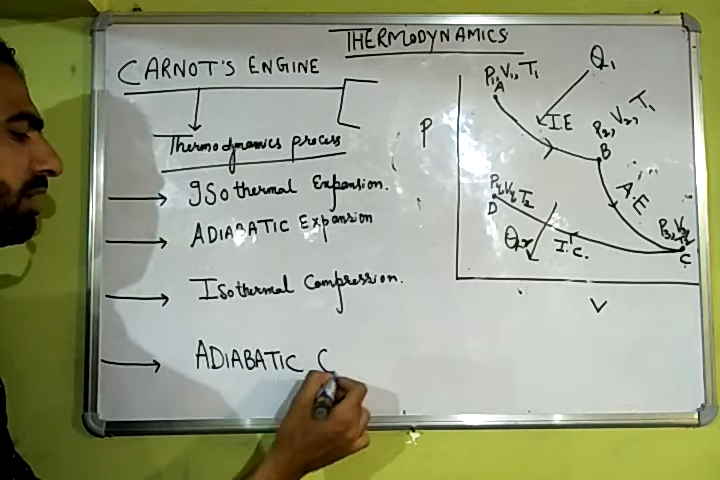 THERMODYNAMICS
CARNOT'S ENGINE
Thermodynamics process
ISothermal Expansion.
ADIABATIC Expansion
Isothermal Compression.
ADIABATIC C
P1, V1, T1
A
Q1
IE
P2, V2, T1
B
P
AE
P4, V4 T2
D
P3, V3
T2
C
I.C.
V